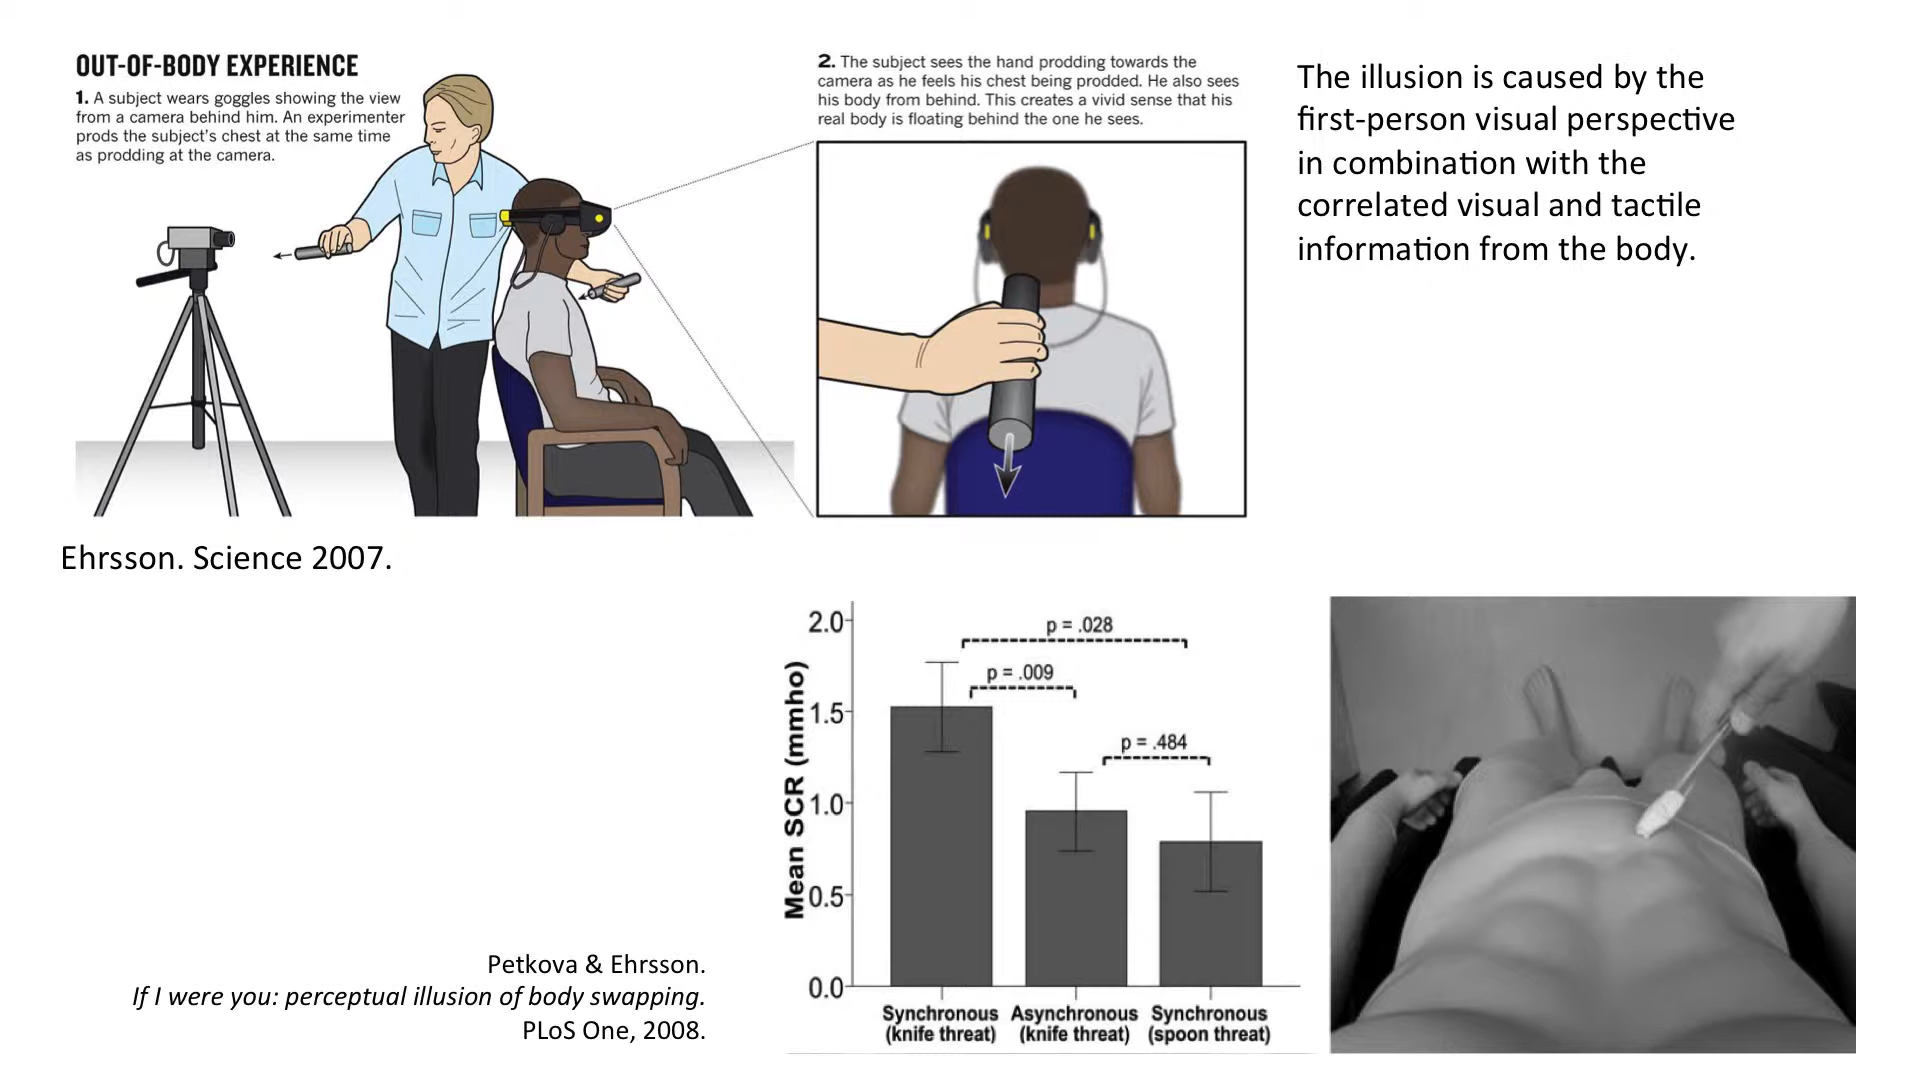 OUT-OF-BODY EXPERIENCE
1. A subject wears goggles showing the view
from a camera behind him. An experimenter
prods the subject's chest at the same time
as prodding at the camera.
2. The subject sees the hand prodding towards the
camera as he feels his chest being prodded. He also sees
his body from behind. This creates a vivid sense that his
real body is floating behind the one he sees.
The illusion is caused by the
first-person visual perspective
in combination with the
correlated visual and tactile
information from the body.
Ehrsson. Science 2007.
Petkova & Ehrsson.
If I were you: perceptual illusion of body swapping.
PLoS One, 2008.
Mean SCR (mmho)
2.0
1.5
1.0
0.5
0.0
p = .028
p = .009
p = .484
Synchronous
(knife threat)
Asynchronous
(knife threat)
Synchronous
(spoon threat)